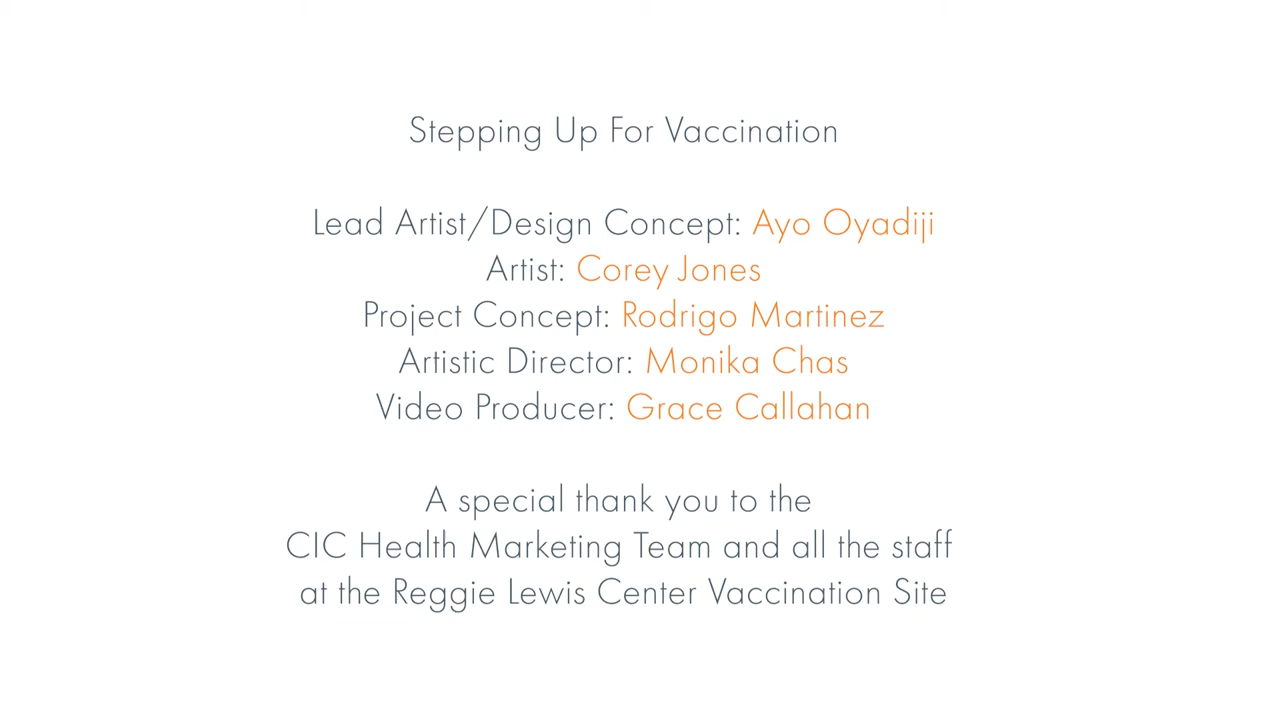 Stepping Up For Vaccination
Lead Artist/Design Concept: Ayo Oyadiji
Artist: Corey Jones
Project Concept: Rodrigo Martinez
Artistic Director: Monika Chas
Video Producer: Grace Callahan
A special thank you to the
CIC Health Marketing Team and all the staff
at the Reggie Lewis Center Vaccination Site